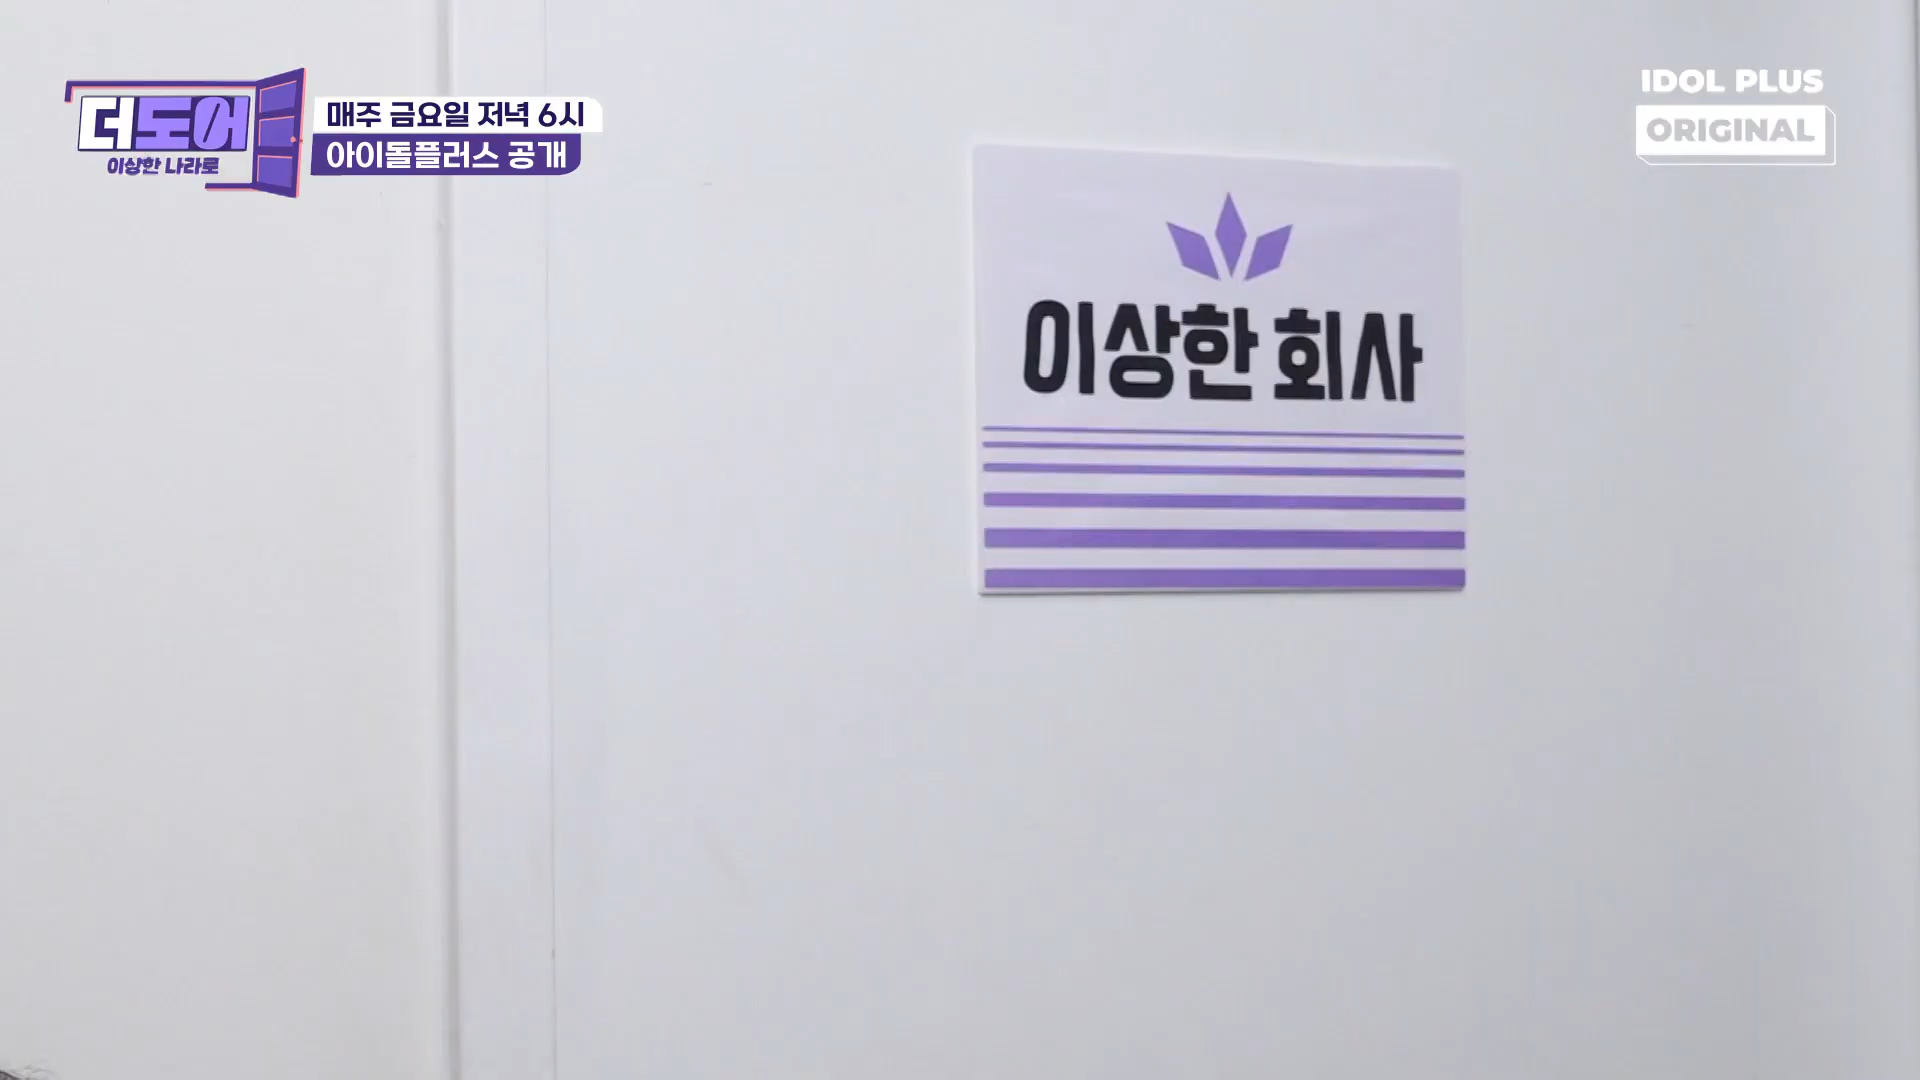 더도어
이상한 나라로
매주 금요일 저녁 6시
아이돌플러스 공개
IDOL PLUS
ORIGINAL
이상한 회사